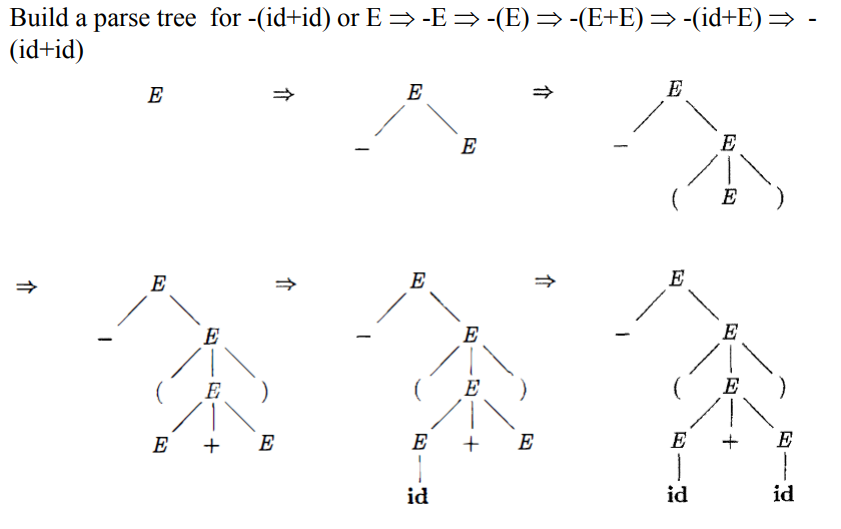 Build a parse tree for -(id+id) or E ⇒ -E ⇒ -(E) ⇒ -(E+E) ⇒ -(id+E) ⇒ -
(id+id)
E ⇒ E ⇒ E
− E − E
( E )
⇒ E ⇒ E ⇒ E
− E − E − E
( E ) ( E ) ( E )
E + E E + E E + E
id id id